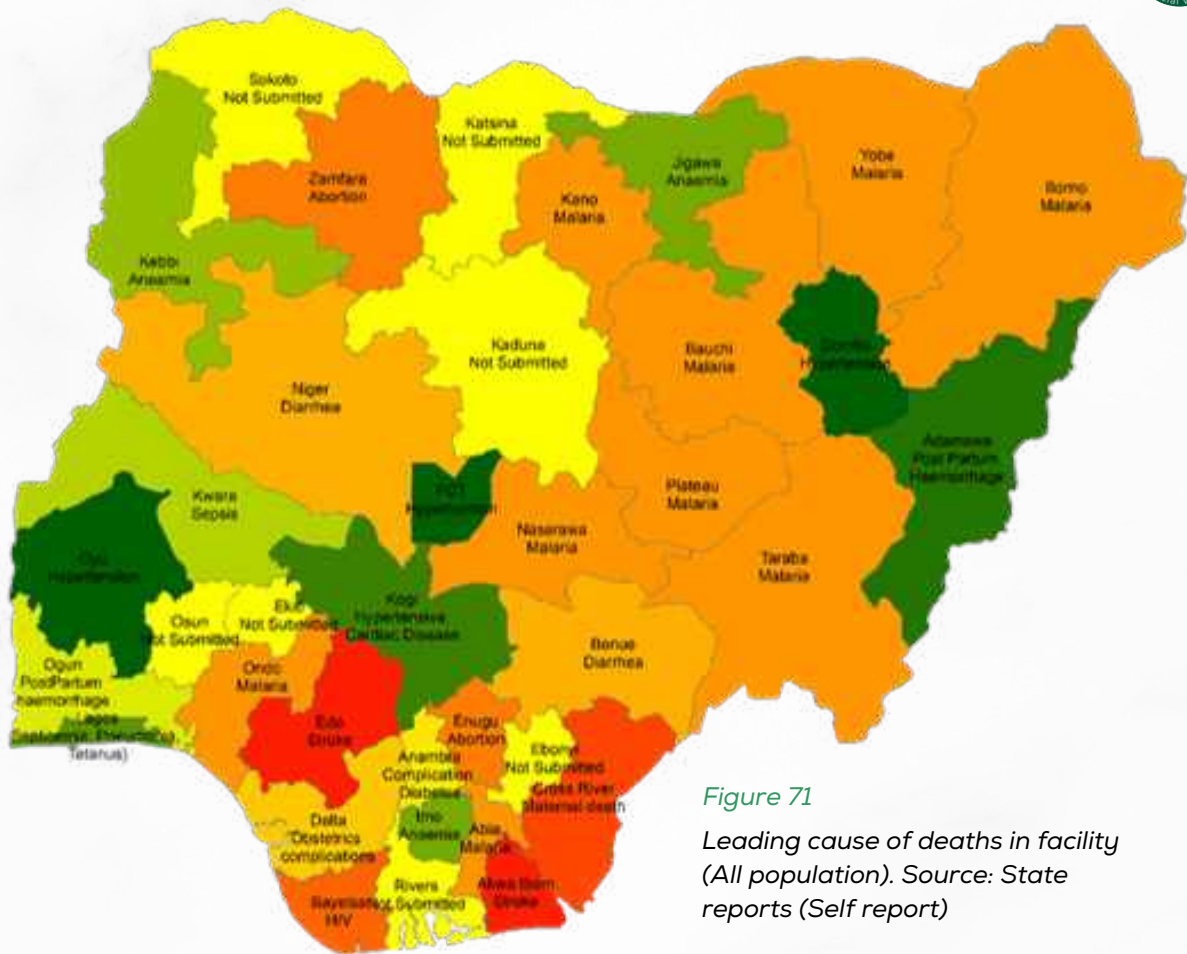 Sokoto
Not Submitted
Katsina
Not Submitted
Zamfara
Abortion
Jigawa
Anaemia
Yobe
Malaria
Borno
Malaria
Kano
Malaria
Kebbi
Anaemia
Kaduna
Not Submitted
Bauchi
Malaria
Hypertension
Niger
Diarrhea
Adamawa
Post Partum
Haemorrhage
Plateau
Malaria
Kwara
Sepsis
FCT
Hypertension
Nasarawa
Malaria
Taraba
Malaria
Oyo
Hypertension
Osun
Not Submitted
Ekiti
Not Submitted
Kogi
Hypertensive
Cardiac Disease
Benue
Diarrhea
Ogun
PostPartum
haemorrhage
Lagos
Tetanus)
Ondo
Malaria
Edo
Stroke
Enugu
Abortion
Ebonyi
Not Submitted
Anambra
Complication
Diabetes
Cross River
Maternal death
Imo
Anaemia
Abia
Malaria
Delta
Obstetrics
complications
Rivers
Not Submitted
Akwa Ibom
Stroke
Bayelsa
HIV
Figure 71
Leading cause of deaths in facility
(All population). Source: State
reports (Self report)